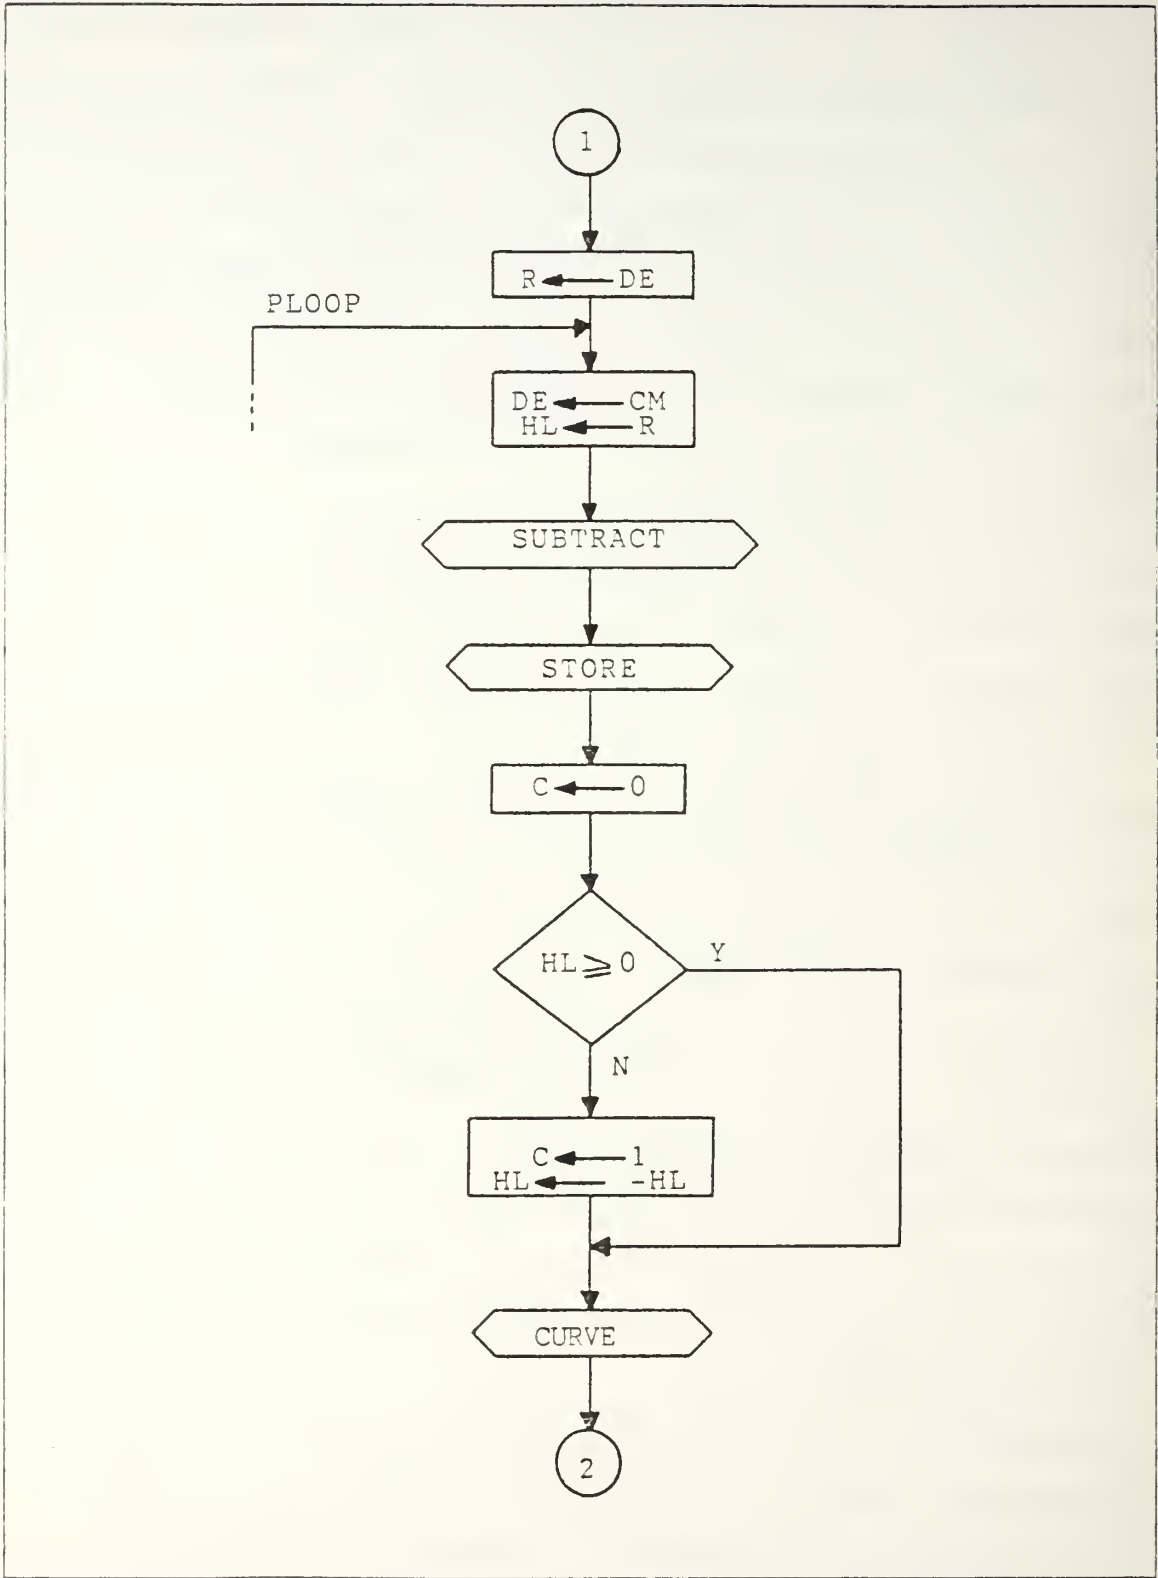 1
R ← DE
PLOOP
DE ← CM
HL ← R
SUBTRACT
STORE
C ← 0
HL ≥ 0
Y
N
C ← 1
HL ← -HL
CURVE
2